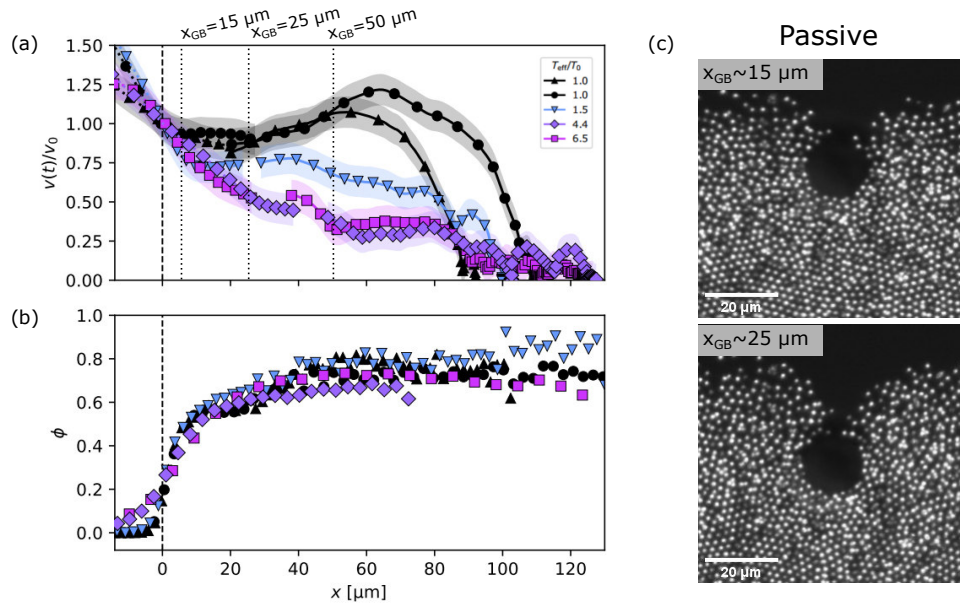 (a)
x_GB=15 μm
x_GB=25 μm
x_GB=50 μm
v(t)/v₀
1.50
1.25
1.00
0.75
0.50
0.25
0.00
T_eff/T_0
1.0
1.0
1.5
4.4
6.5
(b)
ϕ
1.0
0.8
0.6
0.4
0.2
0.0
0 20 40 60 80 100 120
x [μm]
(c)
Passive
x_GB~15 μm
20 μm
x_GB~25 μm
20 μm